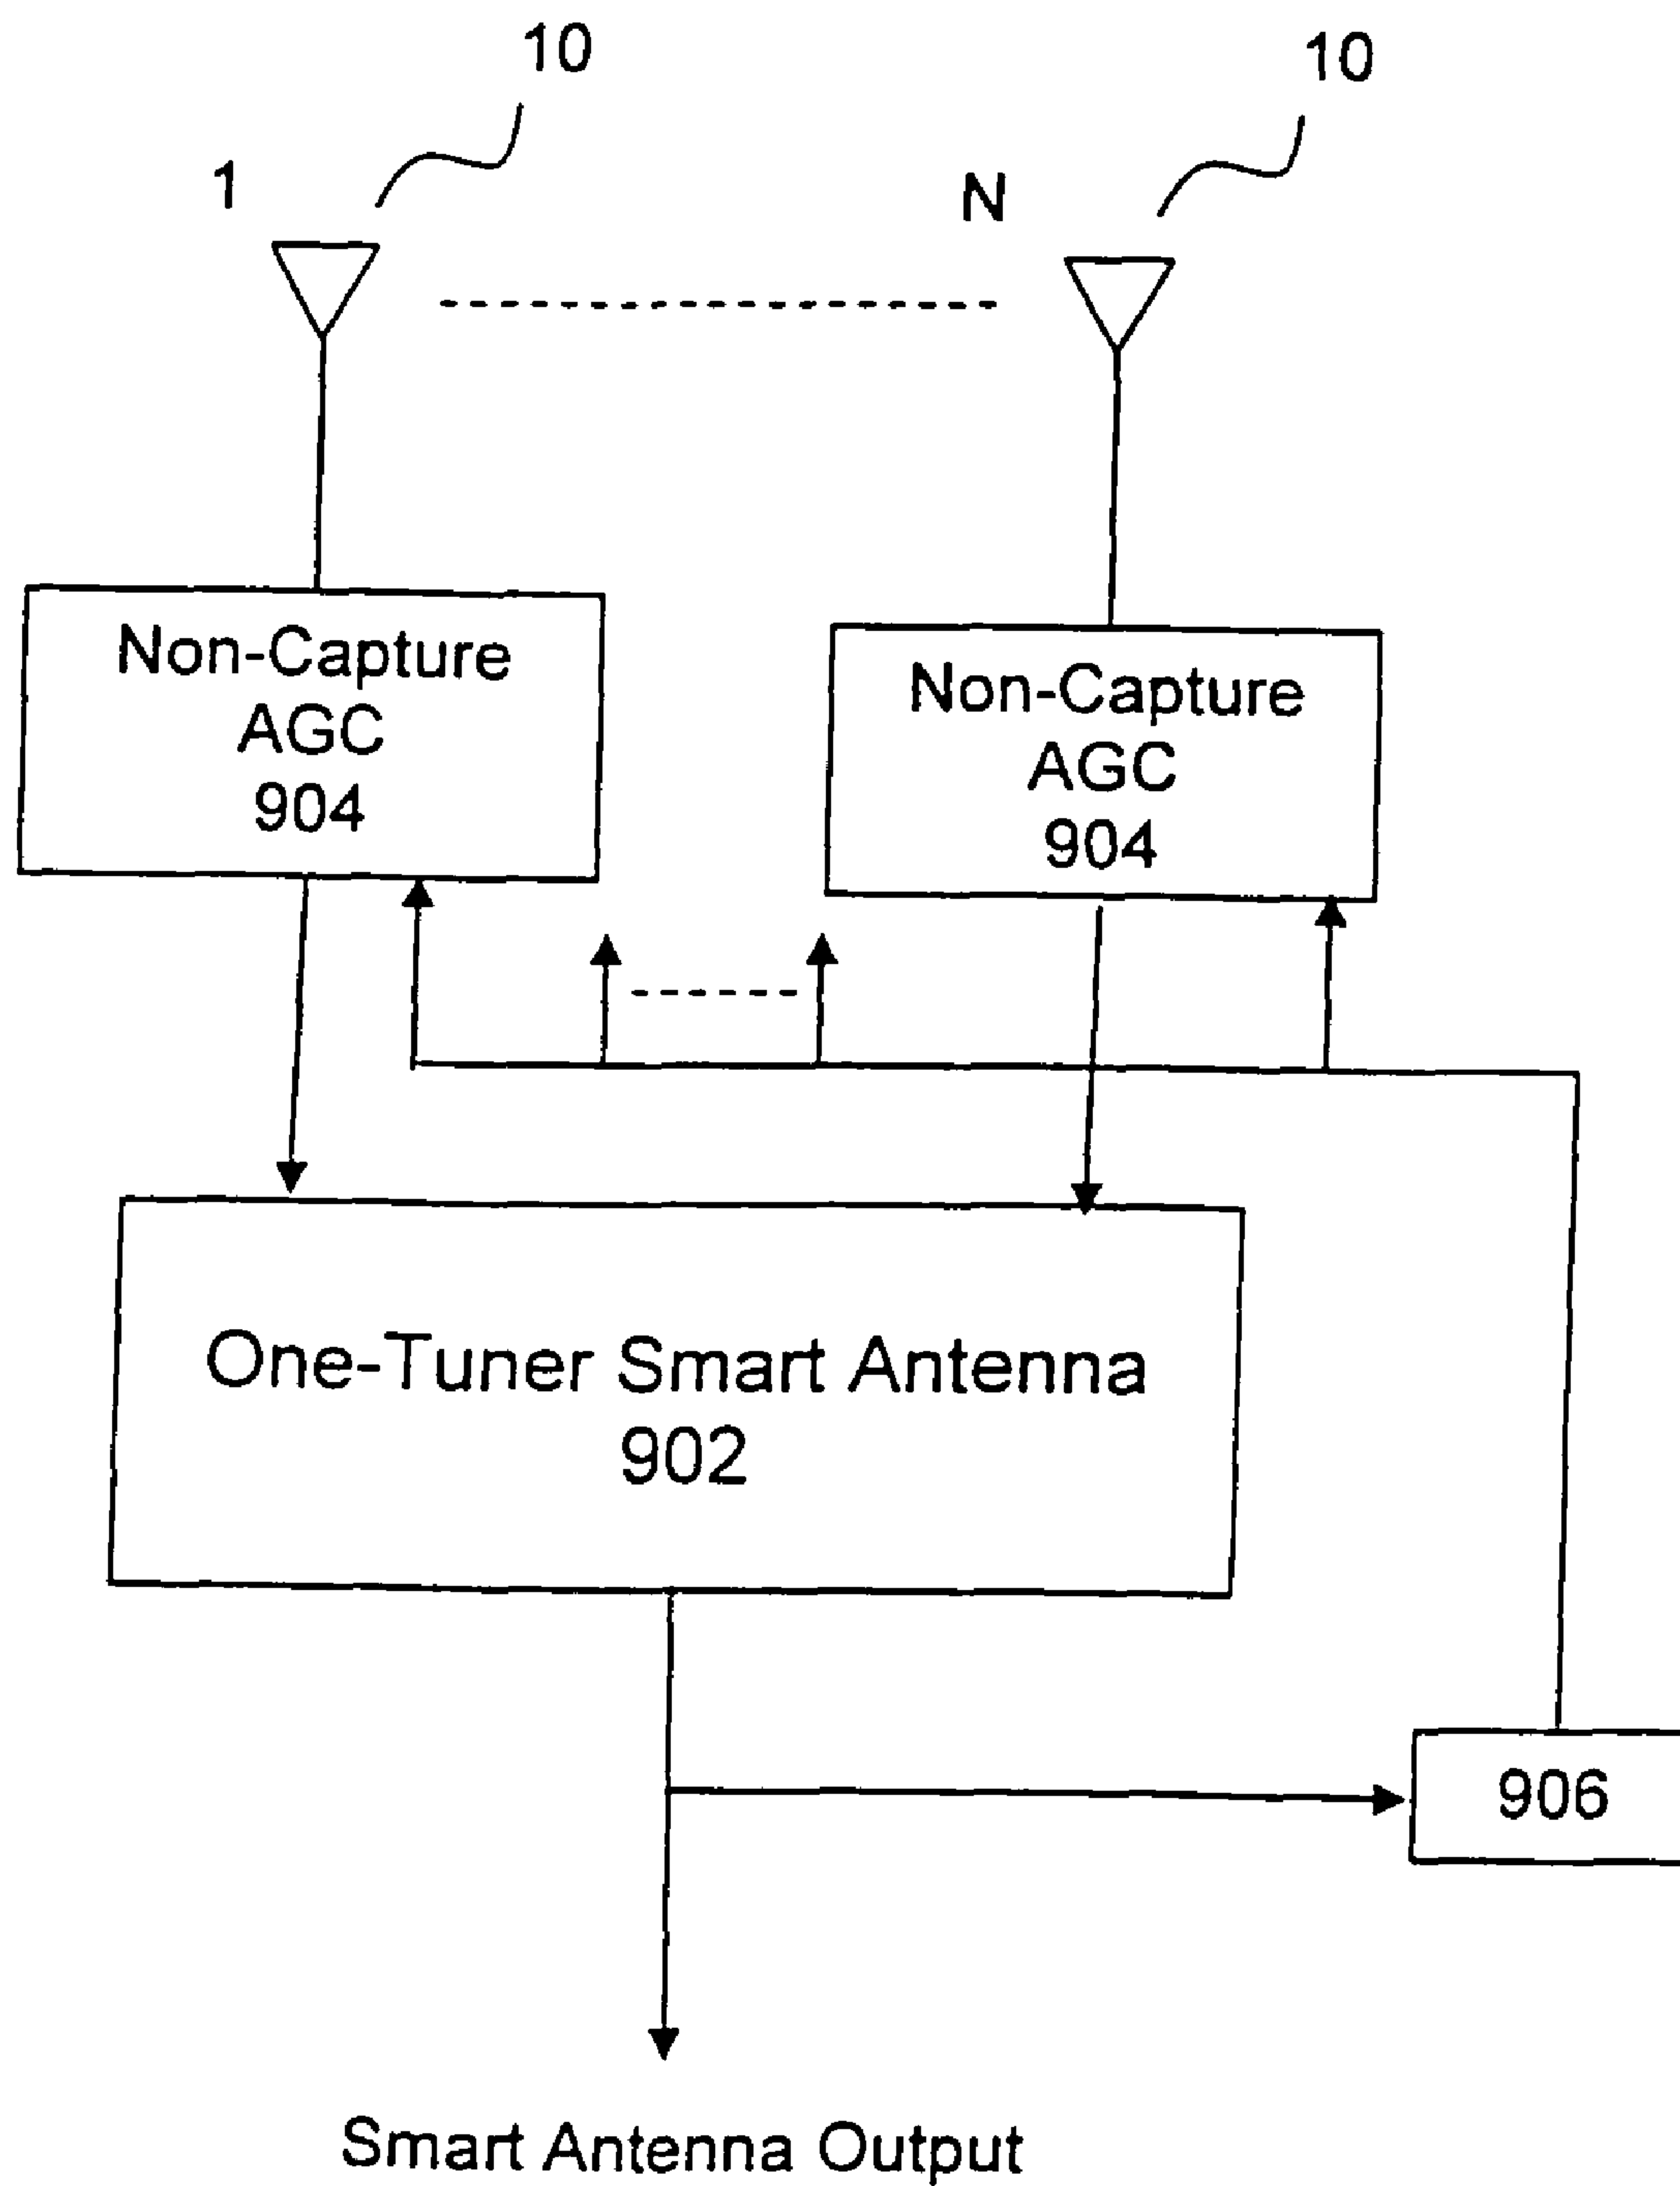 10
10
1
N
Non-Capture
AGC
904
Non-Capture
AGC
904
One-Tuner Smart Antenna
902
906
Smart Antenna Output